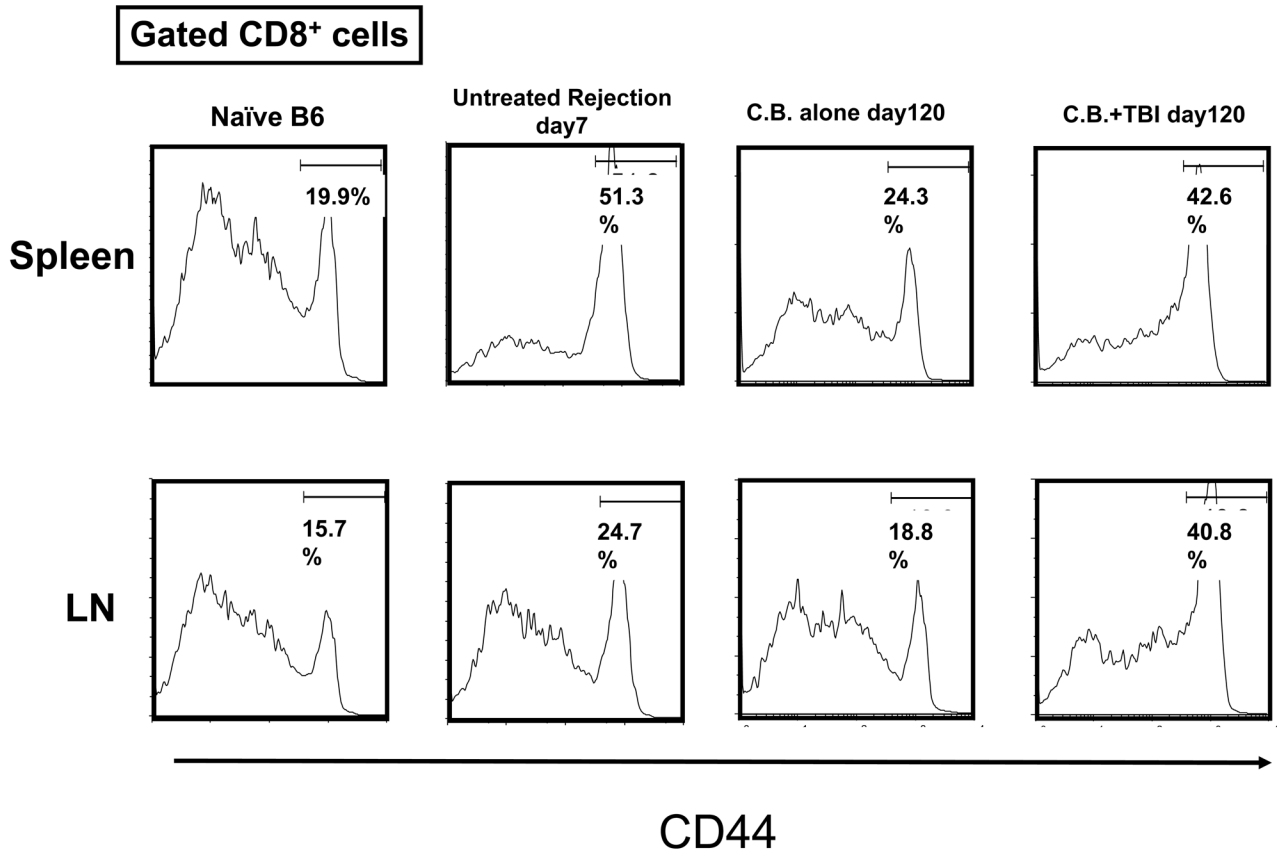 Gated CD8⁺ cells
Naïve B6
Untreated Rejection
day7
C.B. alone day120
C.B.+TBI day120
Spleen
19.9%
51.3
%
24.3
%
42.6
%
LN
15.7
%
24.7
%
18.8
%
40.8
%
CD44